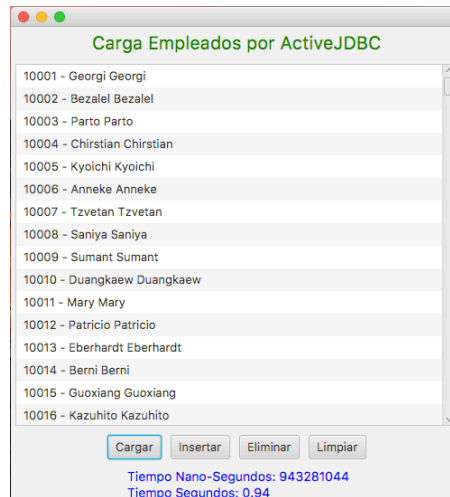 Carga Empleados por ActiveJDBC
10001 - Georgi Georgi
10002 - Bezalel Bezalel
10003 - Parto Parto
10004 - Chirstian Chirstian
10005 - Kyoichi Kyoichi
10006 - Anneke Anneke
10007 - Tzvetan Tzvetan
10008 - Saniya Saniya
10009 - Sumant Sumant
10010 - Duangkaew Duangkaew
10011 - Mary Mary
10012 - Patricio Patricio
10013 - Eberhardt Eberhardt
10014 - Berni Berni
10015 - Guoxiang Guoxiang
10016 - Kazuhito Kazuhito
Cargar Insertar Eliminar Limpiar
Tiempo Nano-Segundos: 943281044
Tiempo Segundos: 0.94